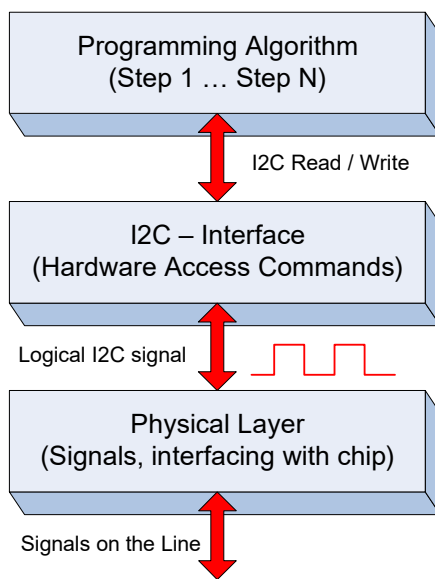 Programming Algorithm
(Step 1 … Step N)
I2C Read / Write
I2C – Interface
(Hardware Access Commands)
Logical I2C signal
Physical Layer
(Signals, interfacing with chip)
Signals on the Line